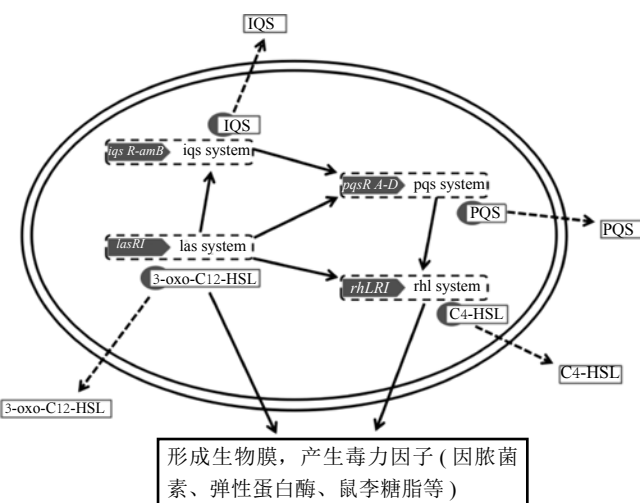 IQS
IQS
iqs R-amB iqs system
pqsR A-D pqs system
PQS
PQS
lasRI las system
3-oxo-C12-HSL
rhLRI rhl system
C4-HSL
C4-HSL
3-oxo-C12-HSL
形成生物膜，产生毒力因子 ( 因脓菌
素、弹性蛋白酶、鼠李糖脂等 )